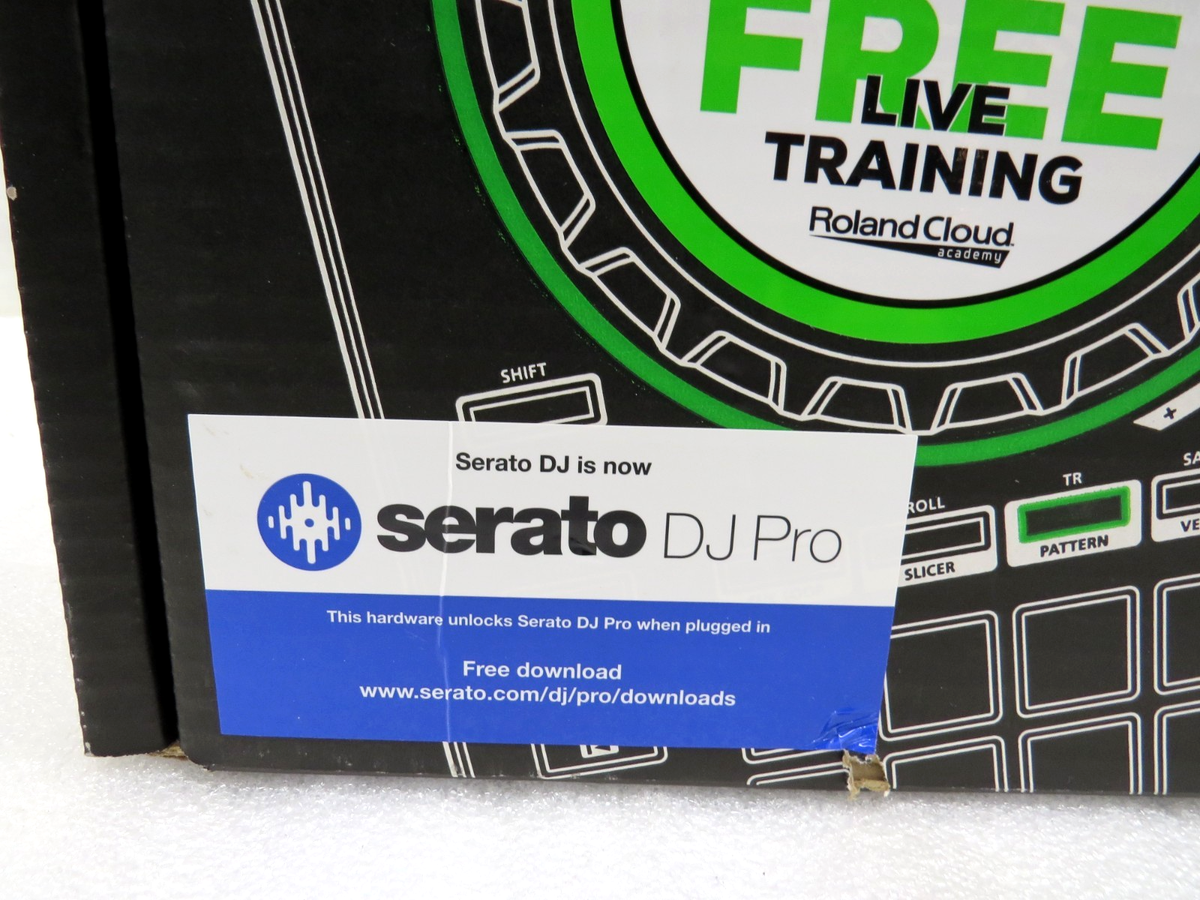 FREE
LIVE
TRAINING
Roland Cloud
academy
SHIFT
Serato DJ is now
serato DJ Pro
This hardware unlocks Serato DJ Pro when plugged in
Free download
www.serato.com/dj/pro/downloads
ROLL
SLICER
TR
PATTERN